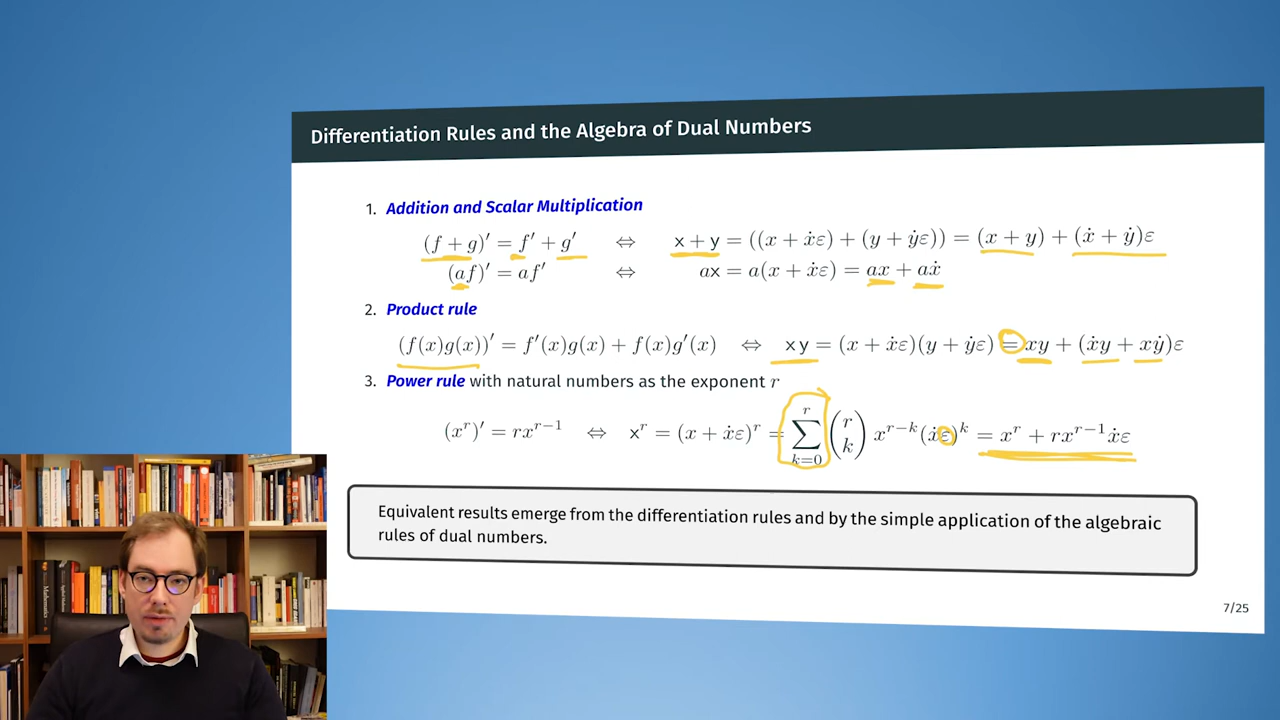 Differentiation Rules and the Algebra of Dual Numbers
1. Addition and Scalar Multiplication
(f + g)′ = f′ + g′ ⇔ x + y = ((x + ẋε) + (y + ẏε)) = (x + y) + (ẋ + ẏ)ε
(af)′ = af′ ⇔ ax = a(x + ẋε) = ax + aẋ
2. Product rule
(f(x)g(x))′ = f′(x)g(x) + f(x)g′(x) ⇔ x y = (x + ẋε)(y + ẏε) = xy + (ẋy + xẏ)ε
3. Power rule with natural numbers as the exponent r
(x^r)′ = rx^{r−1} ⇔ x^r = (x + ẋε)^r = \sum_{k=0}^{r} \binom{r}{k} x^{r−k}(ẋε)^k = x^r + rx^{r−1}ẋε
Equivalent results emerge from the differentiation rules and by the simple application of the algebraic
rules of dual numbers.
7/25